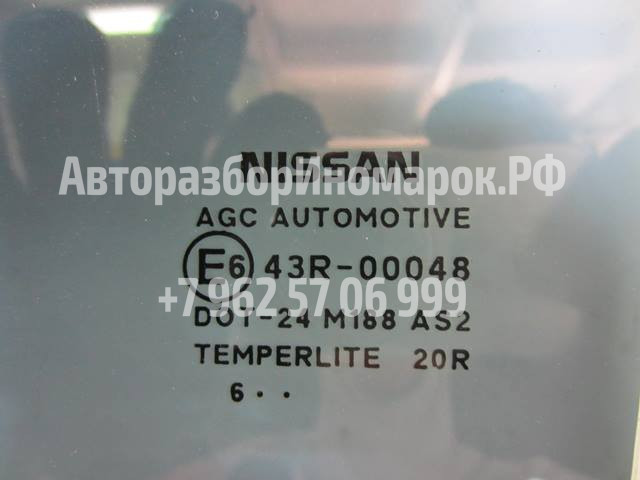 NISSAN
АвторазборЯпомарок.РФ
AGC AUTOMOTIVE
E6 43R-00048
+7 962 57 06 999
DOT-24 M188 AS2
TEMPERLITE 20R
6 · ·